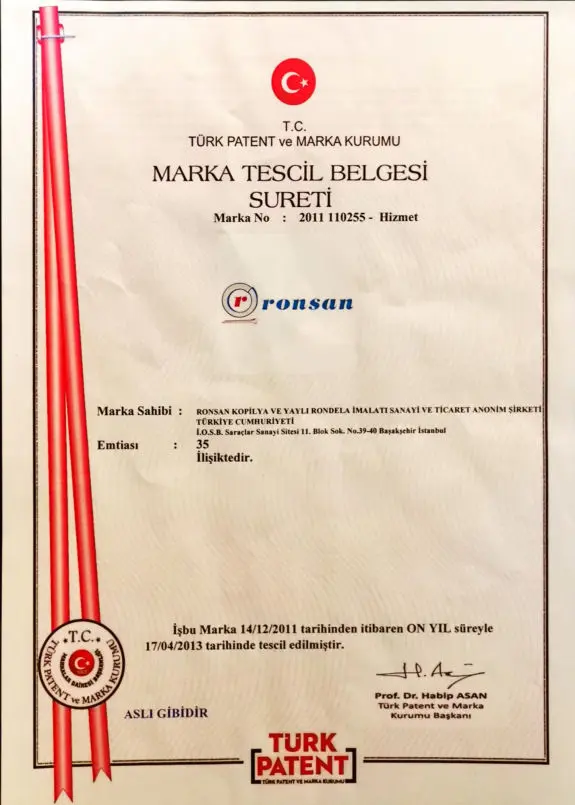 T.C.
TÜRK PATENT ve MARKA KURUMU
MARKA TESCİL BELGESİ
SURETİ
Marka No : 2011 110255 - Hizmet
r ronsan
Marka Sahibi : RONSAN KOPİLYA VE YAYLI RONDELA İMALATI SANAYİ VE TİCARET ANONİM ŞİRKETİ
TÜRKİYE CUMHURİYETİ
İ.O.S.B. Saraçlar Sanayi Sitesi 11. Blok Sok. No.39-40 Başakşehir İstanbul
Emtiası : 35
İlişiktedir.
İşbu Marka 14/12/2011 tarihinden itibaren ON YIL süreyle
17/04/2013 tarihinde tescil edilmiştir.
T.C.
MARKALAR DAİRESİ BAŞKANLIĞI
TÜRK PATENT ve MARKA KURUMU
Prof. Dr. Habip ASAN
Türk Patent ve Marka
Kurumu Başkanı
ASLI GİBİDİR
TÜRK
PATENT
TÜRK PATENT VE MARKA KURUMU